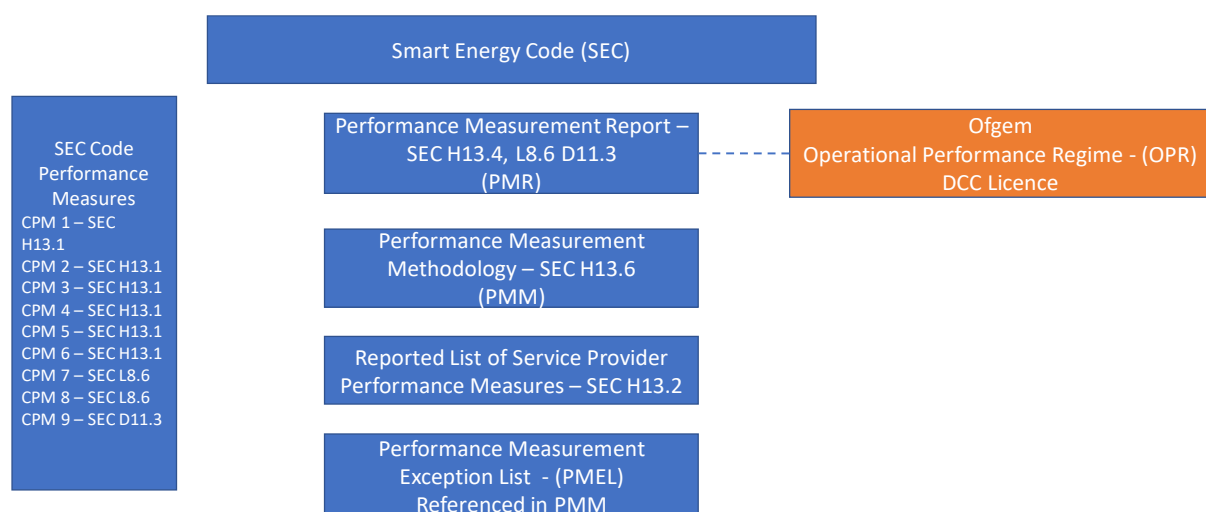 Smart Energy Code (SEC)
SEC Code
Performance
Measures
CPM 1 – SEC
H13.1
CPM 2 – SEC H13.1
CPM 3 – SEC H13.1
CPM 4 – SEC H13.1
CPM 5 – SEC H13.1
CPM 6 – SEC H13.1
CPM 7 – SEC L8.6
CPM 8 – SEC L8.6
CPM 9 – SEC D11.3
Performance Measurement Report –
SEC H13.4, L8.6 D11.3
(PMR)
Ofgem
Operational Performance Regime - (OPR)
DCC Licence
Performance Measurement
Methodology – SEC H13.6
(PMM)
Reported List of Service Provider
Performance Measures – SEC H13.2
Performance Measurement
Exception List - (PMEL)
Referenced in PMM